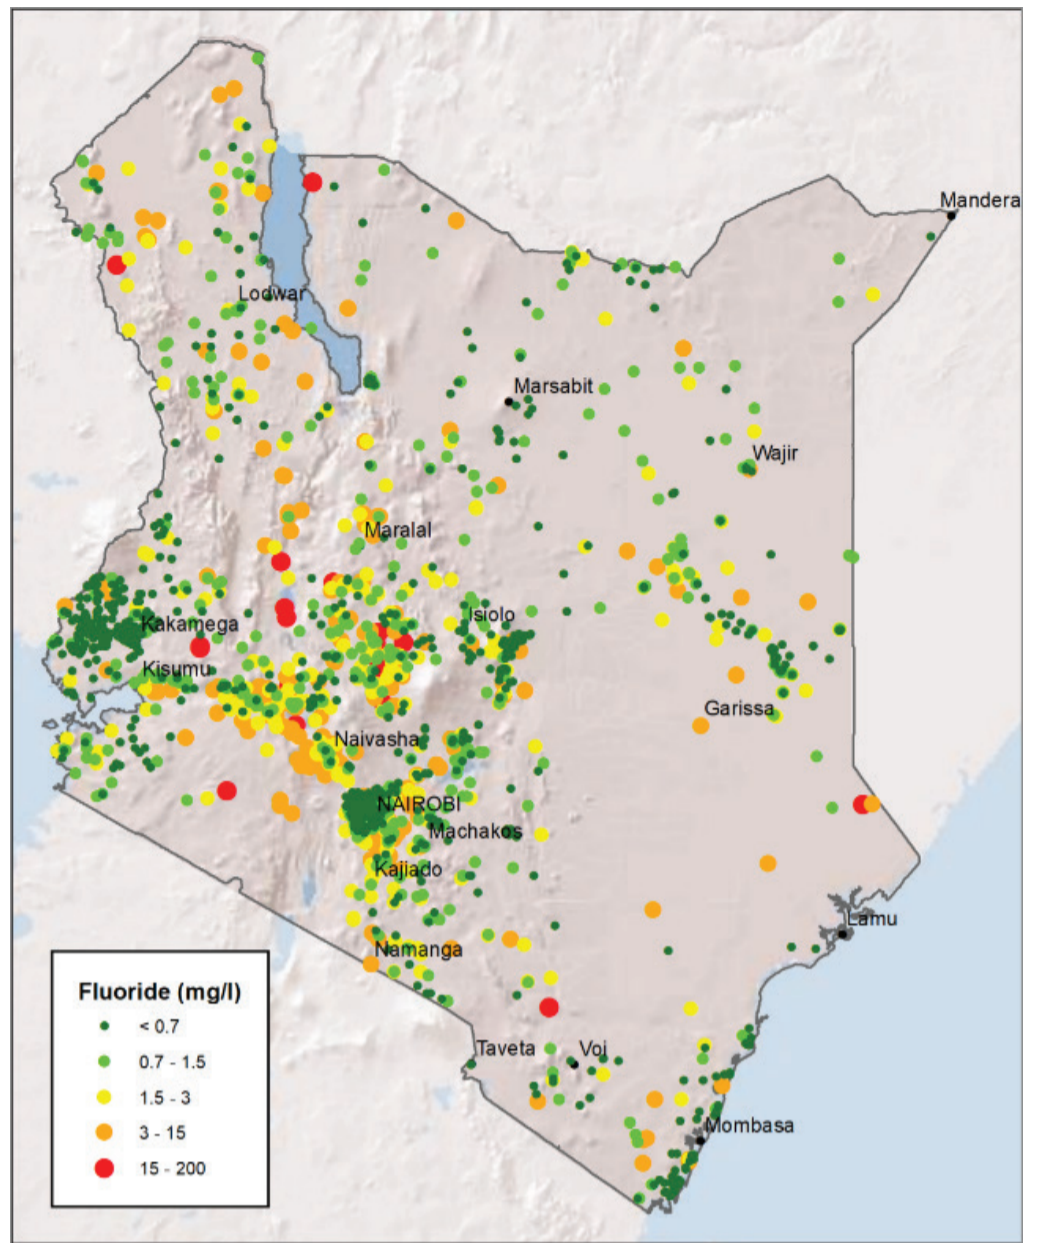 Mandera
Lodwar
Marsabit
Wajir
Maralal
Isiolo
Kakamega
Kisumu
Garissa
Naivasha
NAIROBI
Machakos
Kajiado
Lamu
Namanga
Taveta
Voi
Mombasa
Fluoride (mg/l)
< 0.7
0.7 - 1.5
1.5 - 3
3 - 15
15 - 200